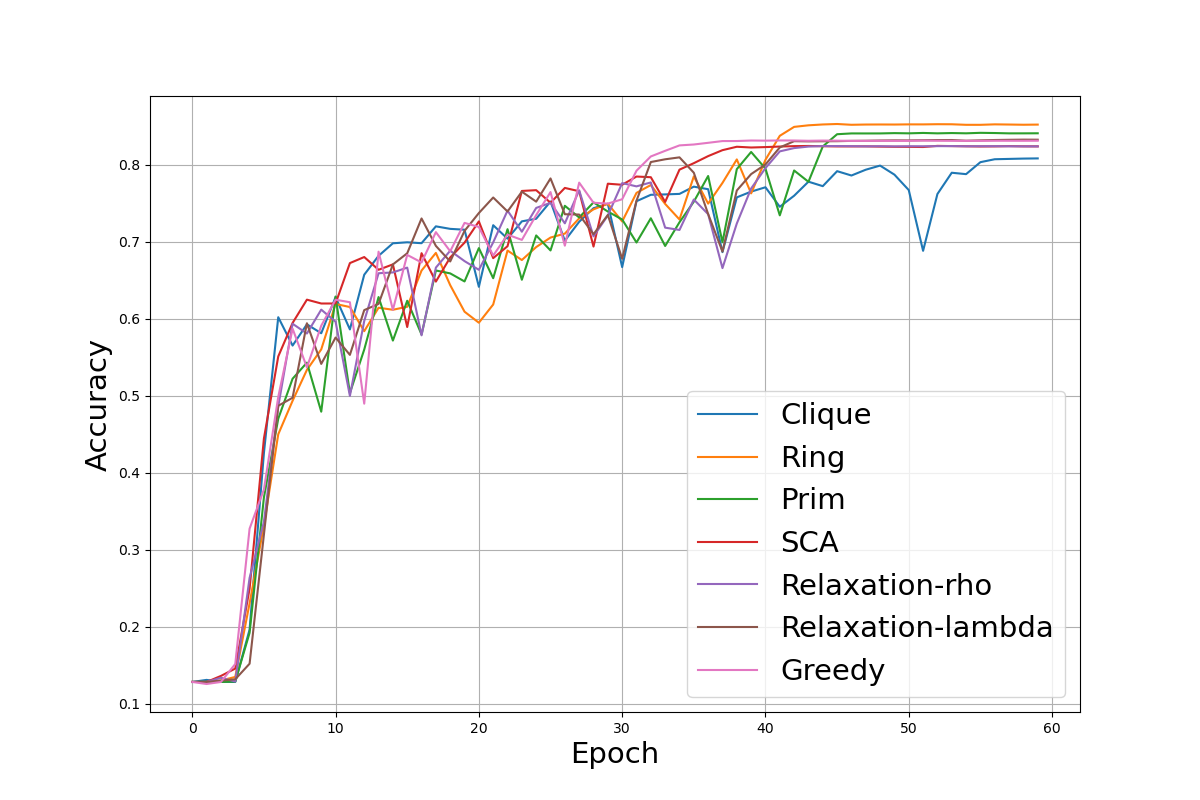 Accuracy
0.8
0.7
0.6
0.5
0.4
0.3
0.2
0.1
Clique
Ring
Prim
SCA
Relaxation-rho
Relaxation-lambda
Greedy
0 10 20 30 40 50 60
Epoch